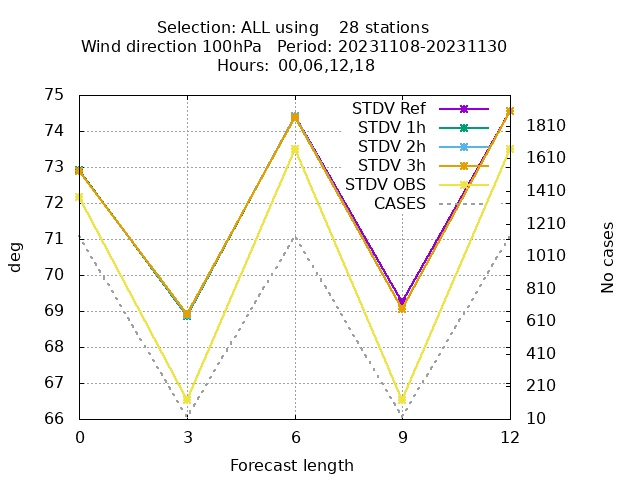 Selection: ALL using    28 stations
Wind direction 100hPa   Period: 20231108-20231130
Hours:  00,06,12,18
STDV Ref
STDV 1h
STDV 2h
STDV 3h
STDV OBS
CASES
75
74
73
72
71
70
69
68
67
66
deg
1810
1610
1410
1210
1010
810
610
410
210
10
No cases
0
3
6
9
12
Forecast length